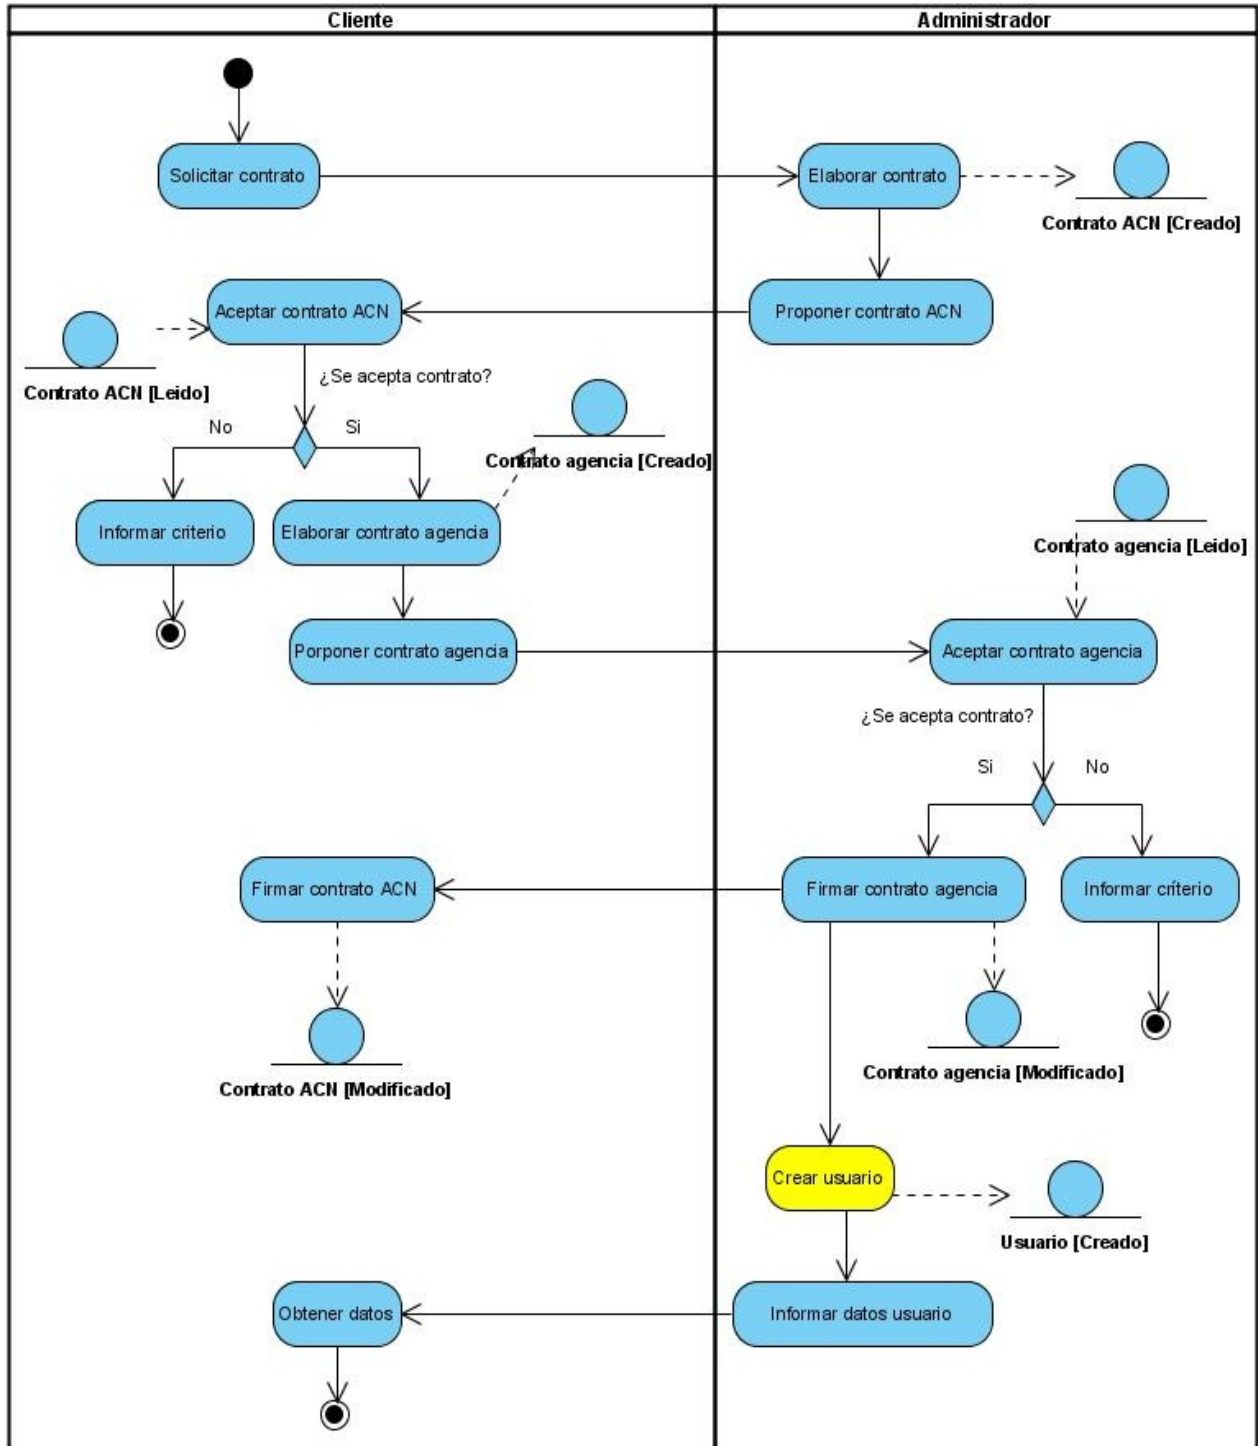 Cliente
Administrador
Solicitar contrato
Elaborar contrato
Contrato ACN [Creado]
Aceptar contrato ACN
Proponer contrato ACN
Contrato ACN [Leido]
¿Se acepta contrato?
No
Si
Contrato agencia [Creado]
Informar criterio
Elaborar contrato agencia
Contrato agencia [Leido]
Porponer contrato agencia
Aceptar contrato agencia
¿Se acepta contrato?
Si
No
Firmar contrato ACN
Firmar contrato agencia
Informar críterio
Contrato ACN [Modificado]
Contrato agencia [Modificado]
Crear usuario
Usuario [Creado]
Obtener datos
Informar datos usuario